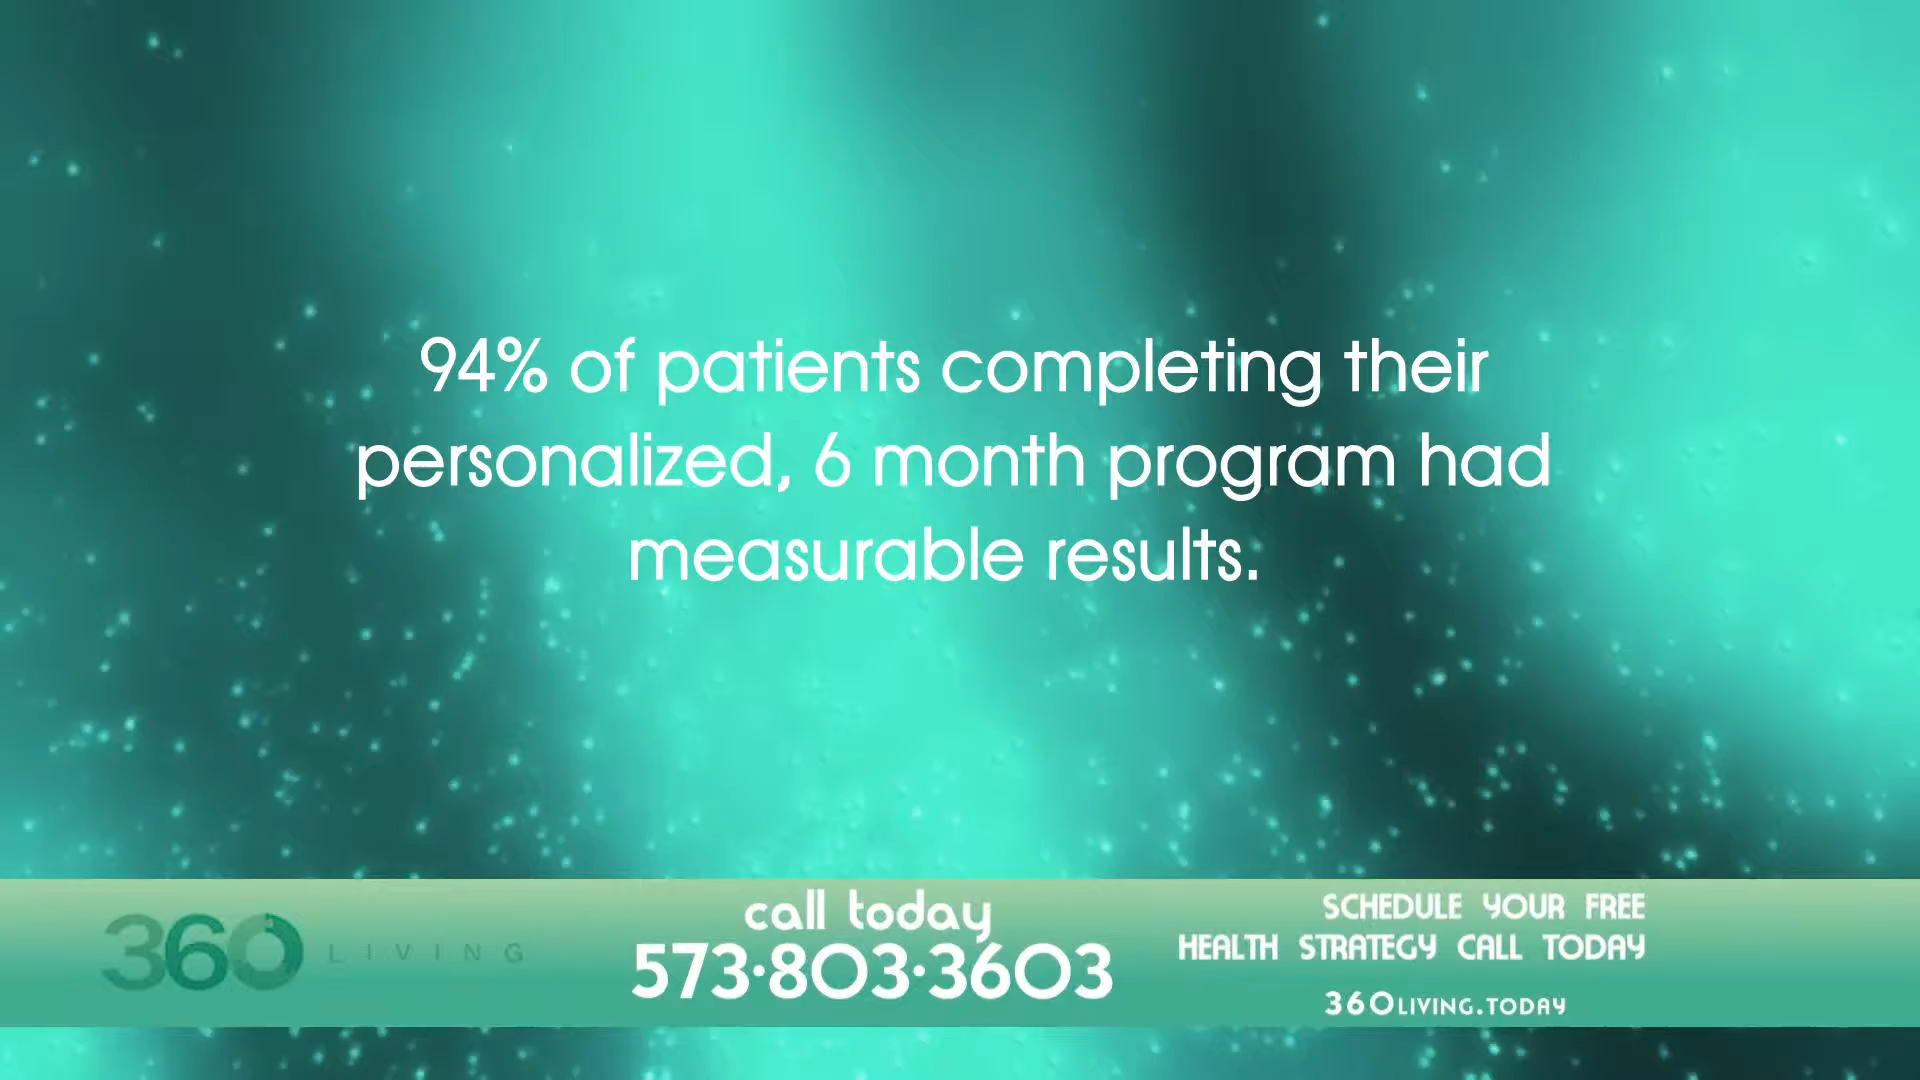 94% of patients completing their
personalized, 6 month program had
measurable results.
360 LIVING
call today
573·803·3603
SCHEDULE YOUR FREE
HEALTH STRATEGY CALL TODAY
360LIVING.TODAY